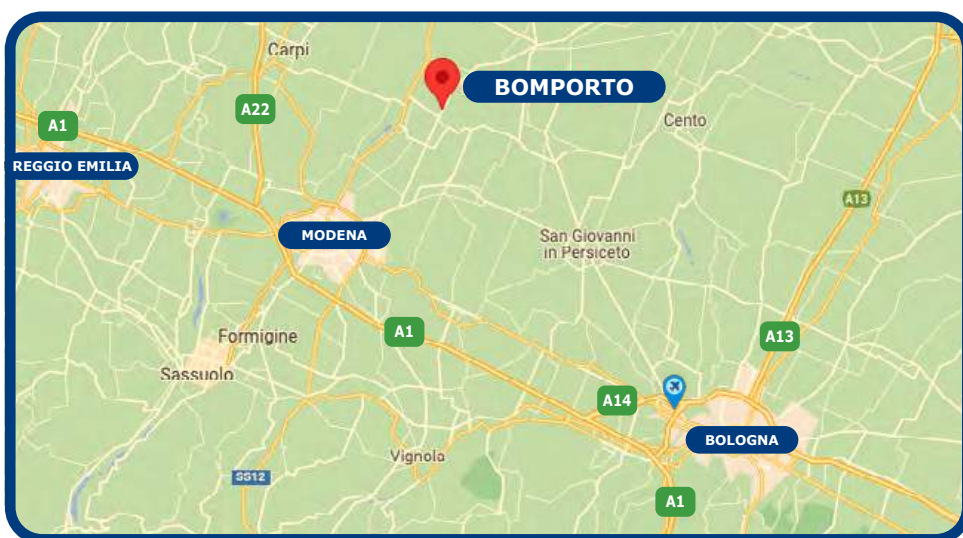 Carpi
BOMPORTO
A22
Cento
A1
REGGIO EMILIA
A13
MODENA
San Giovanni
in Persiceto
A1
Formigine
A13
Sassuolo
A14
BOLOGNA
Vignola
SS12
A1